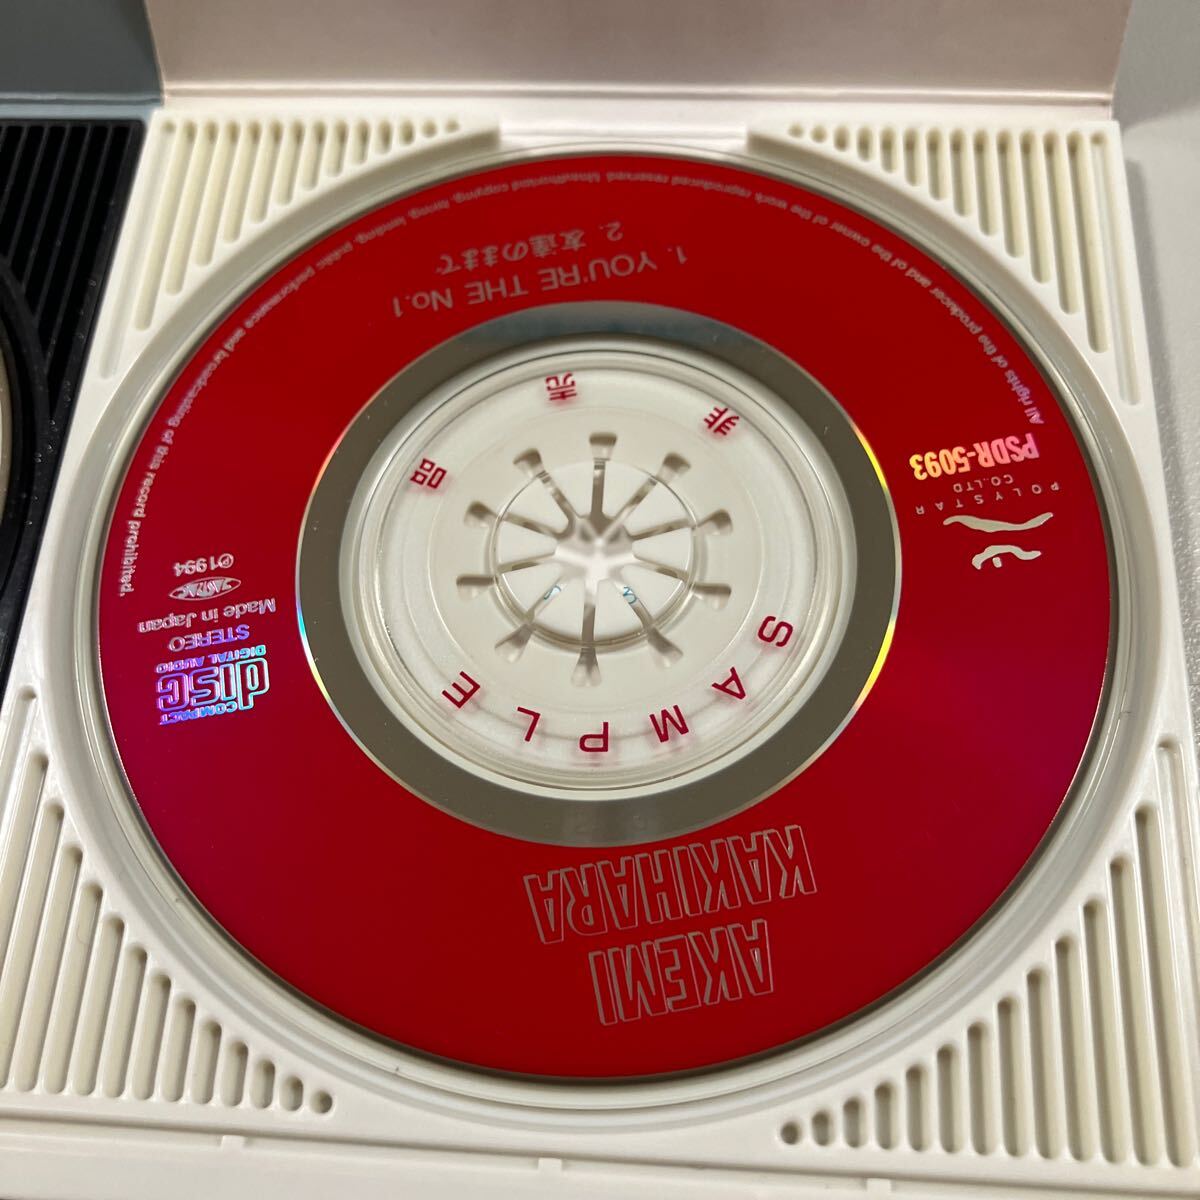 AKEMI
KAKIHARA
SAMPLE
非売品
COMPACT
disc
DIGITAL AUDIO
STEREO
Made in Japan
℗1994
POLYSTAR
CO.,LTD
PSDR-5093
1. YOU'RE THE No.1
2. 友達のままで
All rights of the producer and of the owner of the work reproduced reserved. Unauthorized copying, hiring, lending, public performance and broadcasting of this record prohibited.